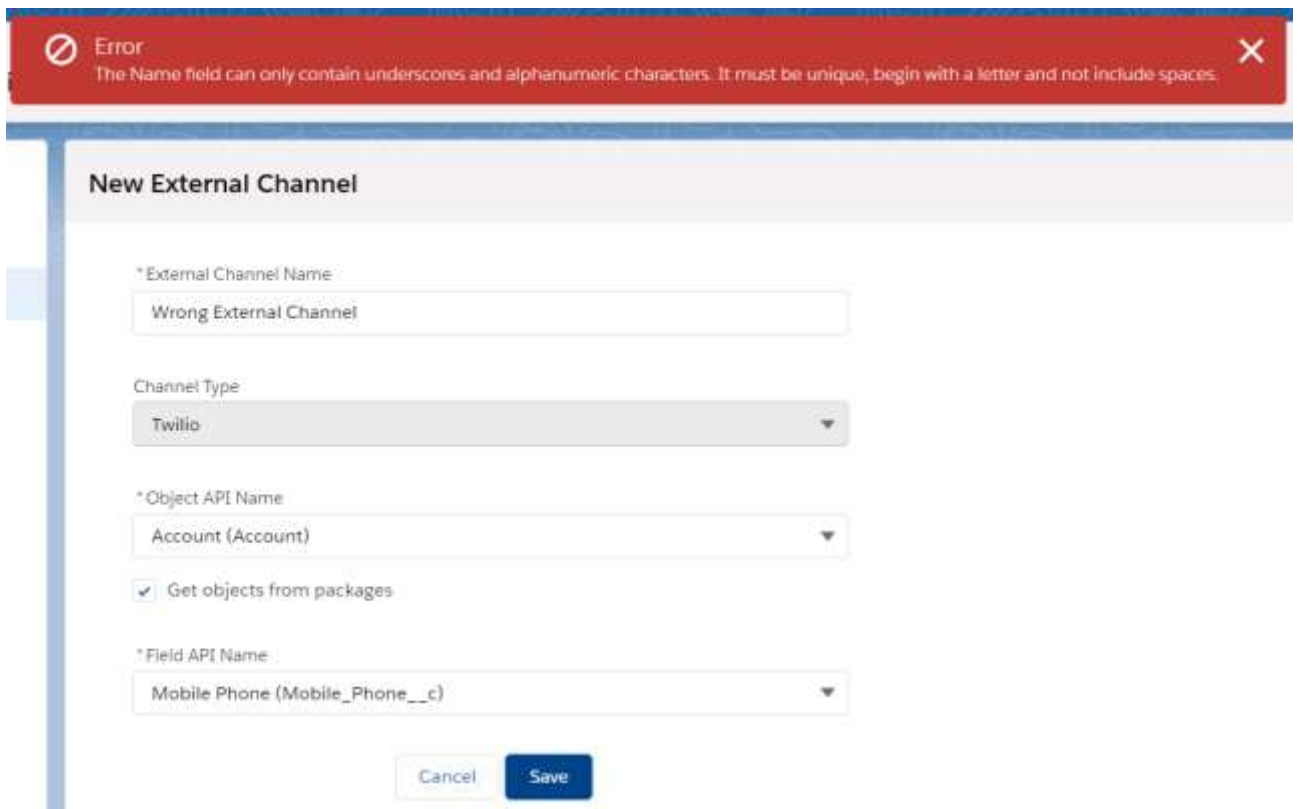 Error
The Name field can only contain underscores and alphanumeric characters. It must be unique, begin with a letter and not include spaces.
New External Channel
*External Channel Name
Wrong External Channel
Channel Type
Twilio
*Object API Name
Account (Account)
Get objects from packages
*Field API Name
Mobile Phone (Mobile_Phone__c)
Cancel Save